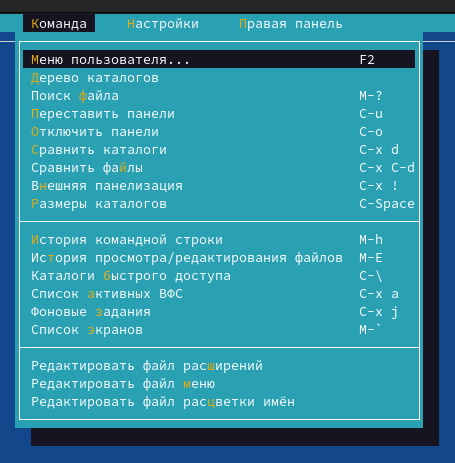 Команда Настройки Правая панель
Меню пользователя... F2
Дерево каталогов
Поиск файла M-?
Переставить панели C-u
Отключить панели C-o
Сравнить каталоги C-x d
Сравнить файлы C-x C-d
Внешняя панелизация C-x !
Размеры каталогов C-Space
История командной строки M-h
История просмотра/редактирования файлов M-E
Каталоги быстрого доступа C-\
Список активных ВФС C-x a
Фоновые задания C-x j
Список экранов M-`
Редактировать файл расширений
Редактировать файл меню
Редактировать файл расцветки имён